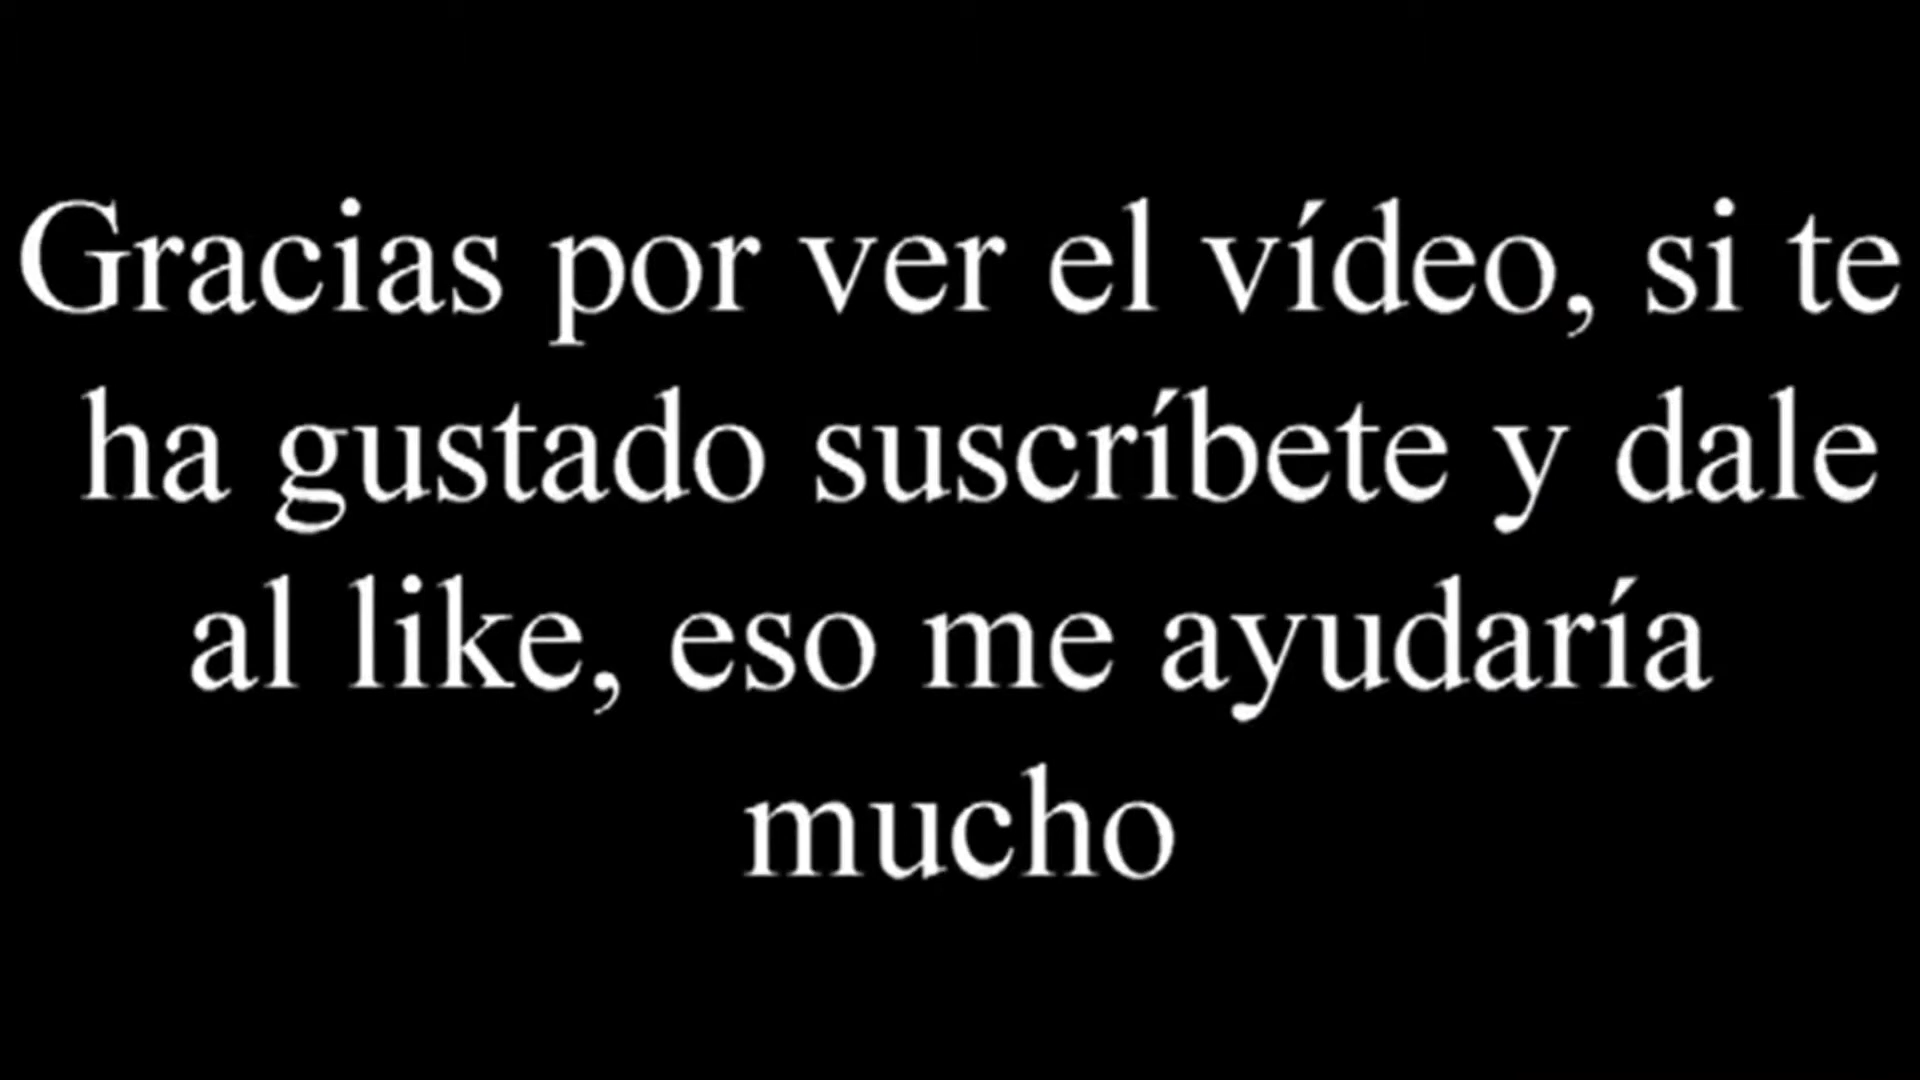 Gracias por ver el vídeo, si te
ha gustado suscríbete y dale
al like, eso me ayudaría
mucho